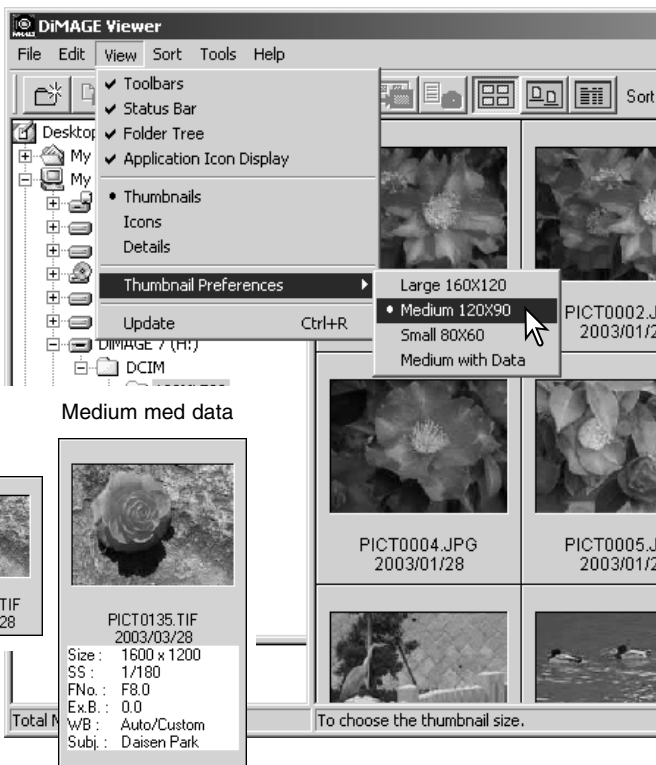 DiMAGE Viewer
File Edit View Sort Tools Help
Toolbars
Status Bar
Folder Tree
Application Icon Display
Thumbnails
Icons
Details
Thumbnail Preferences
Update Ctrl+R
Large 160X120
Medium 120X90
Small 80X60
Medium with Data
Sort
Desktop
My
My
DiMAGE 7 (H:)
DCIM
PICT0002.J
2003/01/2
PICT0004.JPG
2003/01/28
PICT0005.J
2003/01/2
Medium med data
TIF
28
PICT0135.TIF
2003/03/28
Size : 1600 x 1200
SS : 1/180
FNo. : F8.0
Ex.B. : 0.0
WB : Auto/Custom
Subj. : Daisen Park
Total
To choose the thumbnail size.